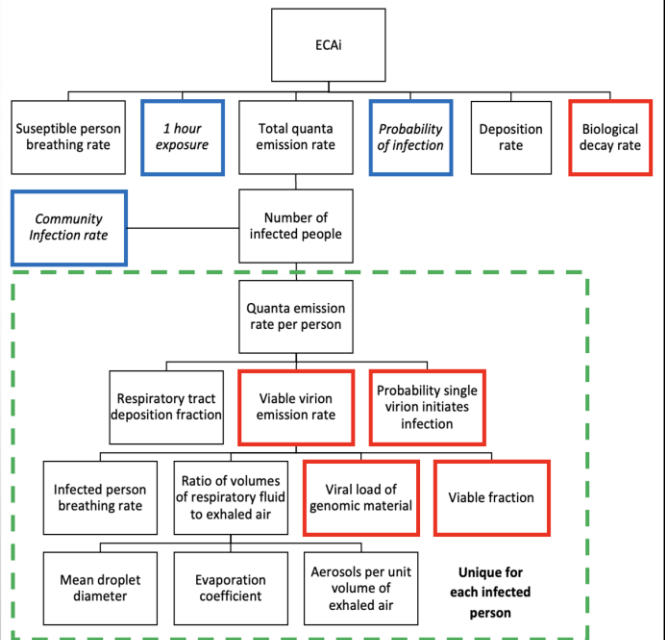 ECAi
Suseptible person
breathing rate
1 hour
exposure
Total quanta
emission rate
Probability
of infection
Deposition
rate
Biological
decay rate
Community
Infection rate
Number of
infected people
Quanta emission
rate per person
Respiratory tract
deposition fraction
Viable virion
emission rate
Probability single
virion initiates
infection
Infected person
breathing rate
Ratio of volumes
of respiratory fluid
to exhaled air
Viral load of
genomic material
Viable fraction
Mean droplet
diameter
Evaporation
coefficient
Aerosols per unit
volume of
exhaled air
Unique for
each infected
person